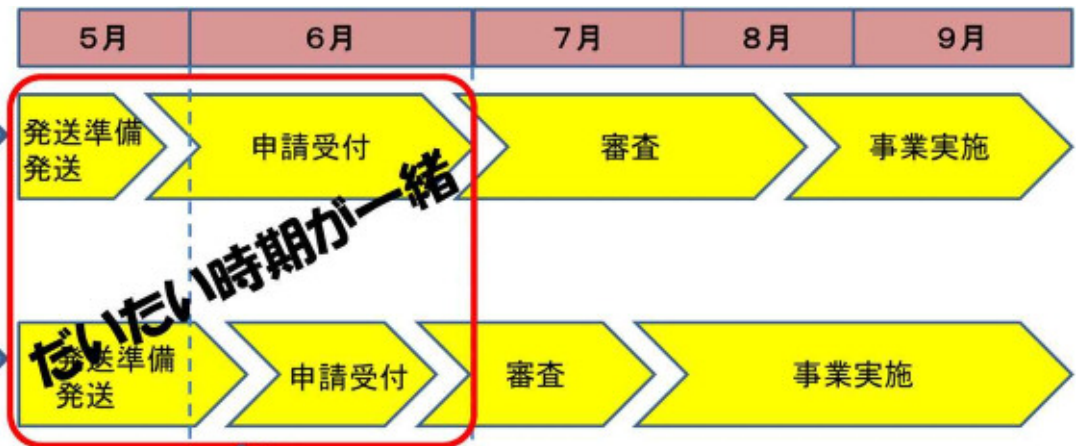 5月 6月 7月 8月 9月
発送準備
発送
申請受付
審査
事業実施
だいたい時期が一緒
発送準備
発送
申請受付
審査
事業実施